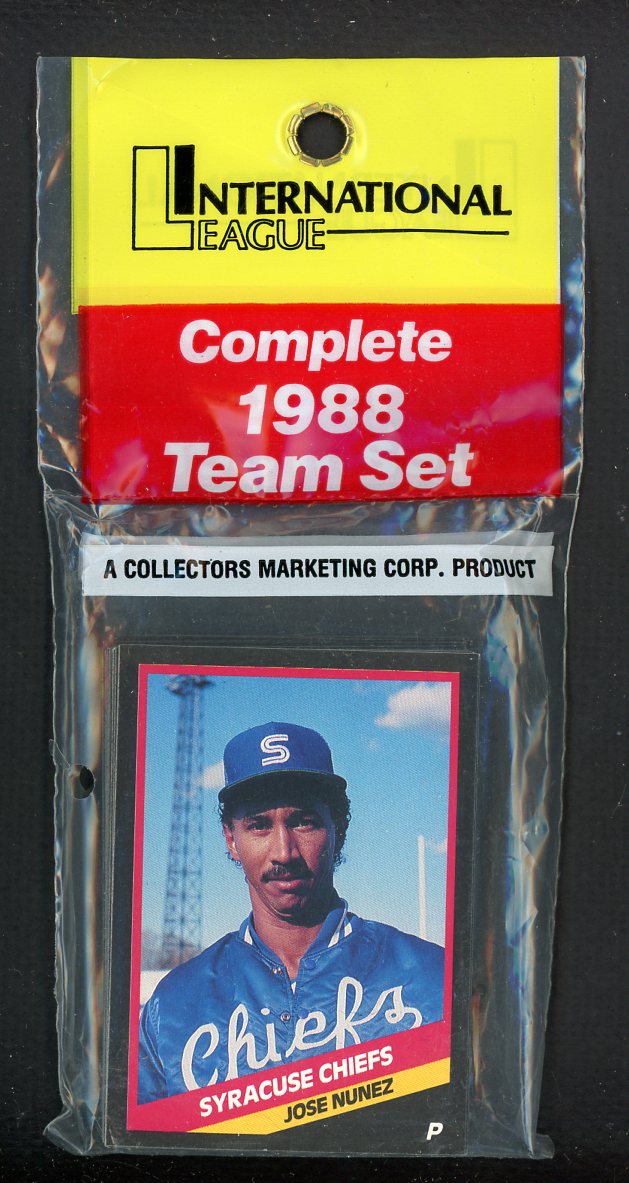 INTERNATIONAL
LEAGUE
Complete
1988
Team Set
A COLLECTORS MARKETING CORP. PRODUCT
S
Chiefs
SYRACUSE CHIEFS
JOSE NUNEZ
P